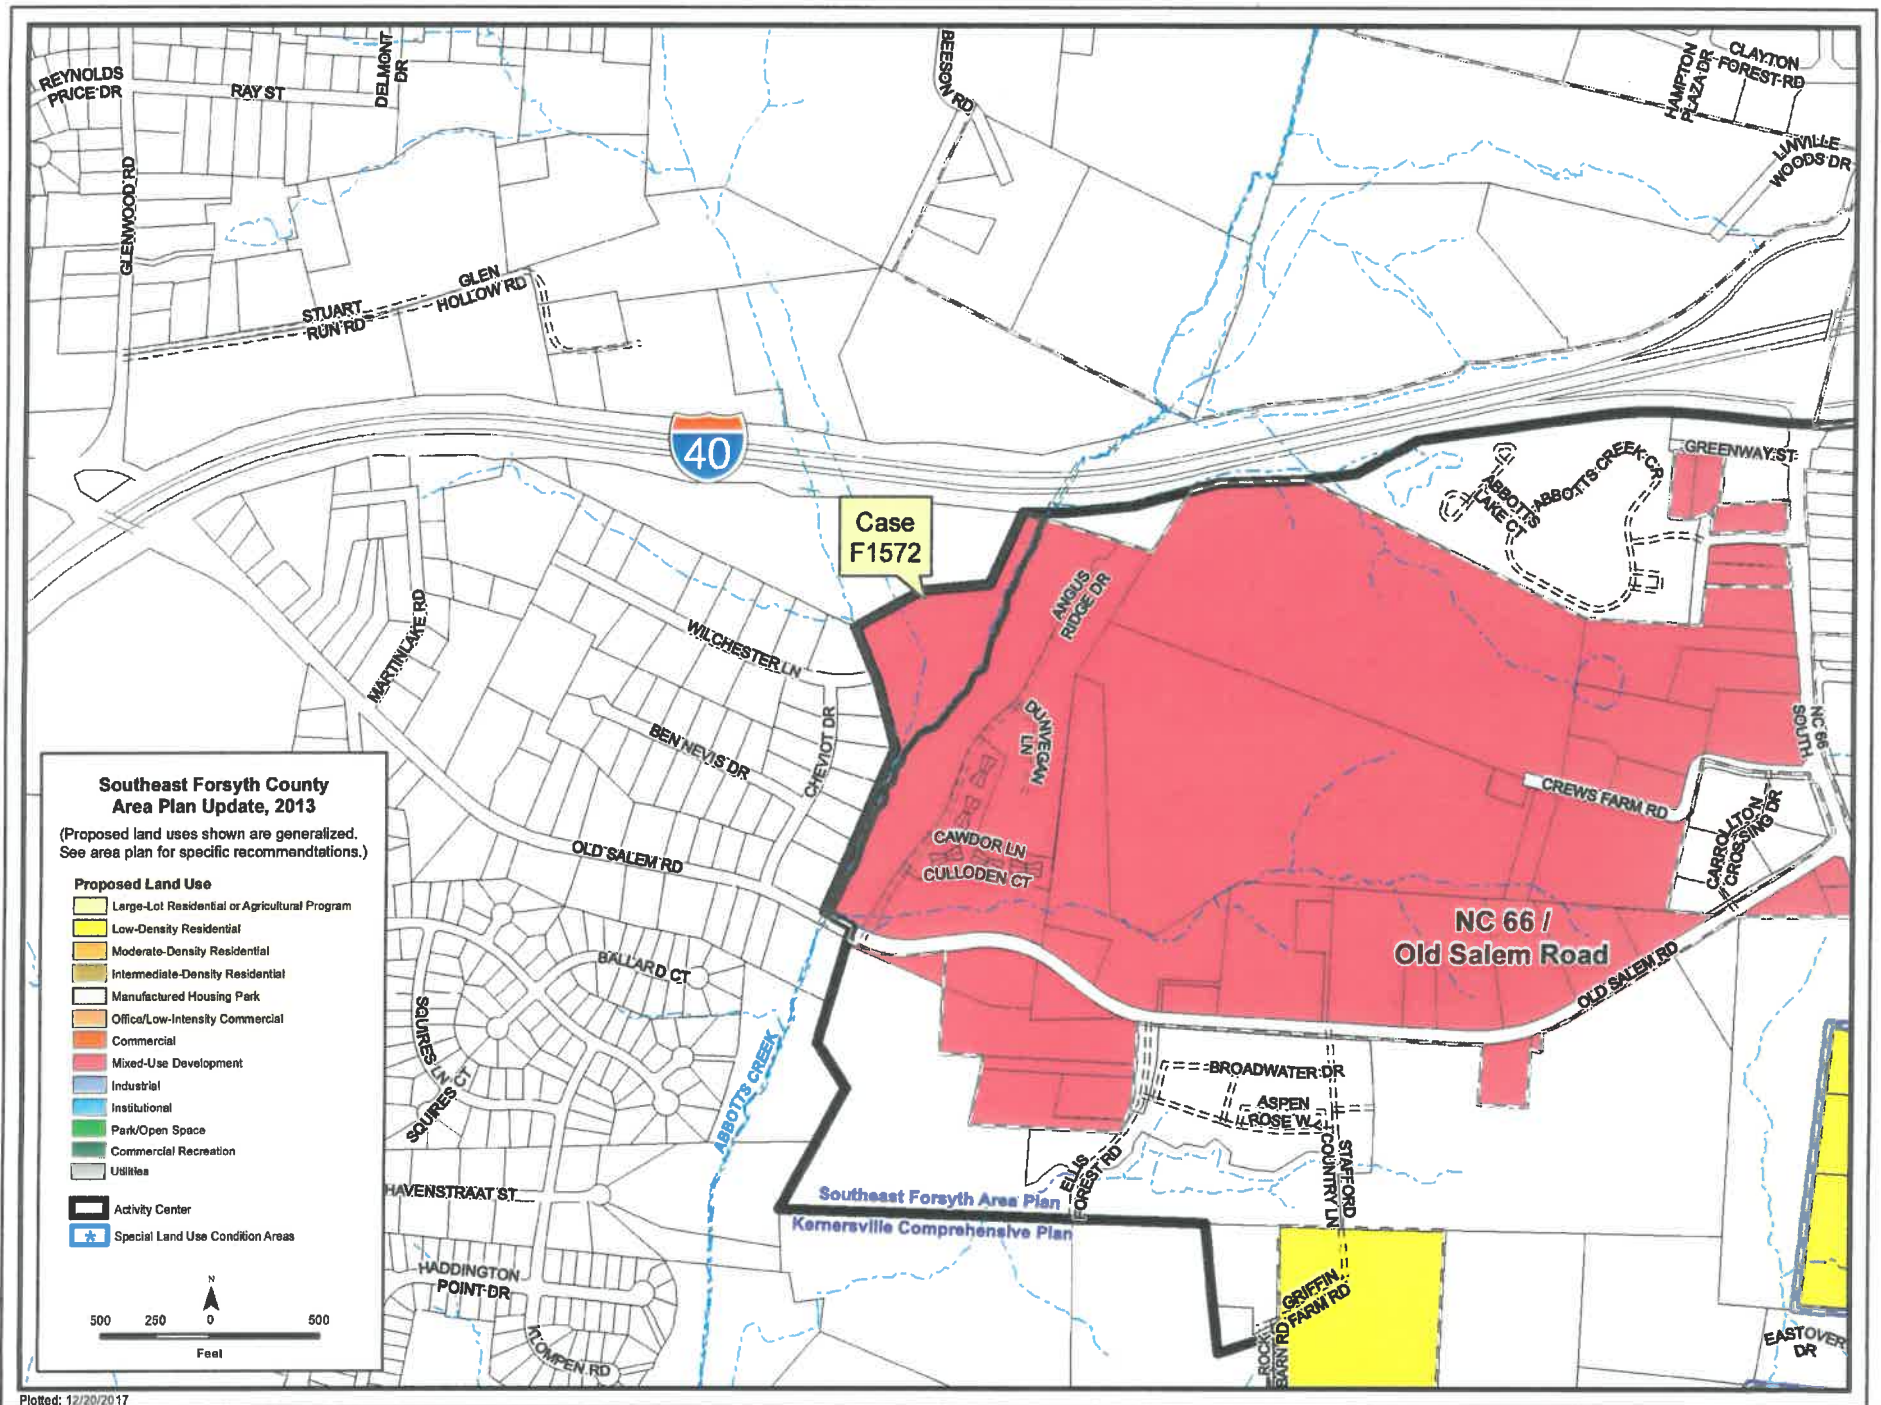 REYNOLDS
PRICE DR
RAY ST
DELMONT
DR
GLENWOOD RD
STUART
RUN RD
GLEN
HOLLOW RD
BEESON RD
HAMPTON
PLAZA DR
CLAYTON
FOREST RD
LINVILLE
WOODS DR
40
GREENWAY ST
ABBOTTS CREEK CR
ABBOTTS
LAKE CT
Case
F1572
ANGUS
RIDGE DR
MARTINLAKE RD
WILCHESTER LN
BEN NEVIS DR
CHEVIOT DR
DUNVEGAN
LN
NC 66
SOUTH
CREWS FARM RD
CARROLLTON
CROSSING DR
OLD SALEM RD
CAWDOR LN
CULLODEN CT
NC 66 /
Old Salem Road
OLD SALEM RD
BALLARD CT
SQUIRES LN
SQUIRES CT
ABBOTTS CREEK
BROADWATER DR
ASPEN
ROSE W
ELLIS
FOREST RD
STAFFORD
COUNTRY LN
HAVENSTRAAT ST
Southeast Forsyth Area Plan
Kernersville Comprehensive Plan
HADDINGTON
POINT DR
KLOMPEN RD
GRIFFIN
FARM RD
ROCK
BARN RD
EASTOVER
DR
Southeast Forsyth County
Area Plan Update, 2013
(Proposed land uses shown are generalized.
See area plan for specific recommendtations.)
Proposed Land Use
Large-Lot Residential or Agricultural Program
Low-Density Residential
Moderate-Density Residential
Intermediate-Density Residential
Manufactured Housing Park
Office/Low-Intensity Commercial
Commercial
Mixed-Use Development
Industrial
Institutional
Park/Open Space
Commercial Recreation
Utilities
Activity Center
* Special Land Use Condition Areas
N
500 250 0 500
Feet
Plotted: 12/20/2017